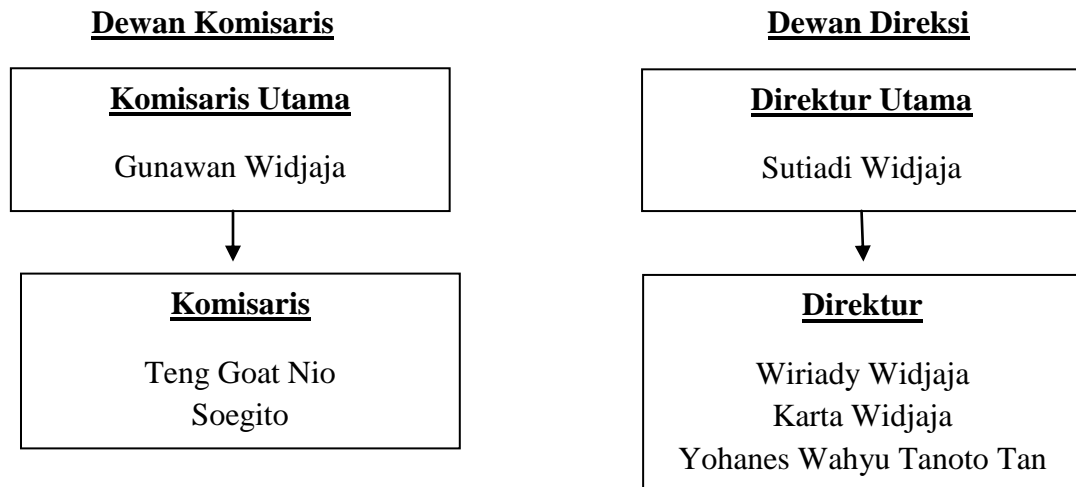 Dewan Komisaris
Komisaris Utama
Gunawan Widjaja
Komisaris
Teng Goat Nio
Soegito
Dewan Direksi
Direktur Utama
Sutiadi Widjaja
Direktur
Wiriady Widjaja
Karta Widjaja
Yohanes Wahyu Tanoto Tan